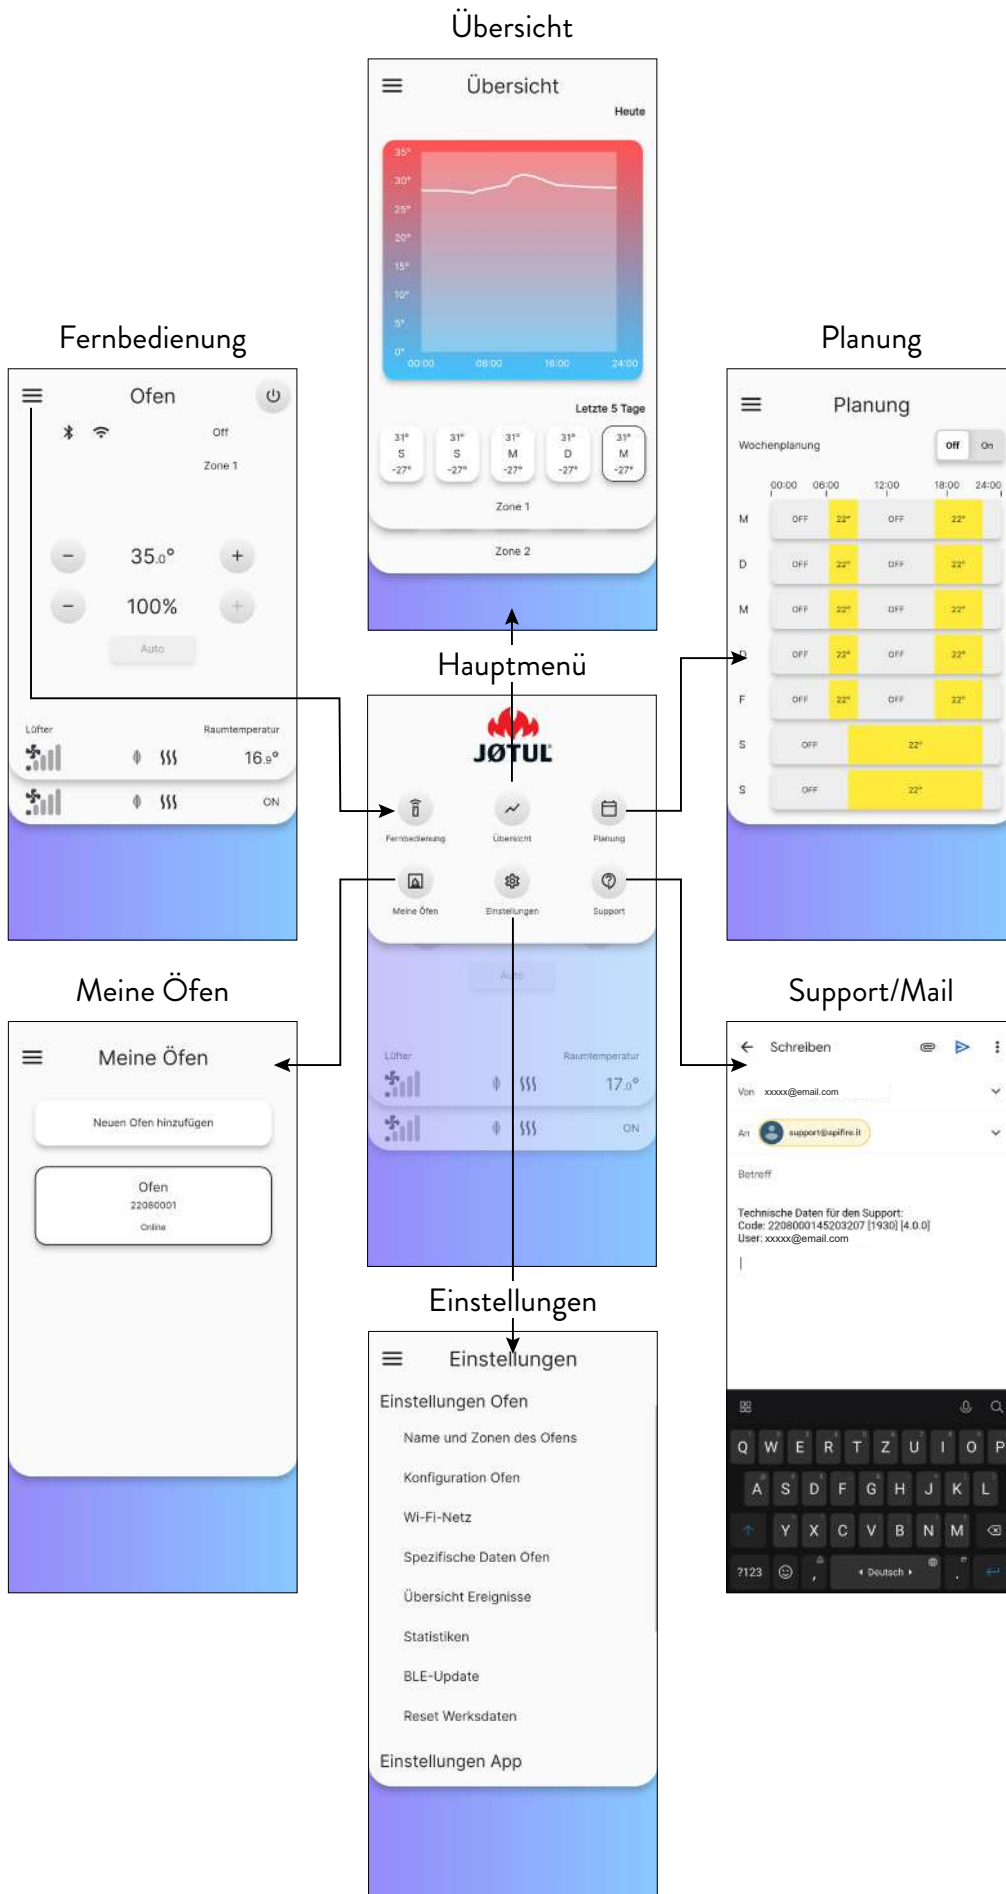 Übersicht
Übersicht
Heute
35°
30°
25°
20°
15°
10°
5°
0°
00:00 08:00 16:00 24:00
Letzte 5 Tage
31° 31° 31° 31° 31°
S S M D M
-27° -27° -27° -27° -27°
Zone 1
Zone 2
Fernbedienung
Ofen
Off
Zone 1
- 35.0° +
- 100% +
Auto
Lüfter Raumtemperatur
16.9°
ON
Planung
Planung
Wochenplanung Off On
00:00 06:00 12:00 18:00 24:00
M OFF 22° OFF 22°
D OFF 22° OFF 22°
M OFF 22° OFF 22°
D OFF 22° OFF 22°
F OFF 22° OFF 22°
S OFF 22°
S OFF 22°
Hauptmenü
JØTUL
Fernbedienung Übersicht Planung
Meine Öfen Einstellungen Support
Auto
Lüfter Raumtemperatur
17.0°
ON
Meine Öfen
Meine Öfen
Neuen Ofen hinzufügen
Ofen
22080001
Online
Support/Mail
Schreiben
Von xxxxx@email.com
An support@apifire.it
Betreff
Technische Daten für den Support:
Code: 2208000145203207 [1930] [4.0.0]
User: xxxxx@email.com
Q W E R T Z U I O P
A S D F G H J K L
Y X C V B N M
?123 , Deutsch .
Einstellungen
Einstellungen
Einstellungen Ofen
Name und Zonen des Ofens
Konfiguration Ofen
Wi-Fi-Netz
Spezifische Daten Ofen
Übersicht Ereignisse
Statistiken
BLE-Update
Reset Werksdaten
Einstellungen App